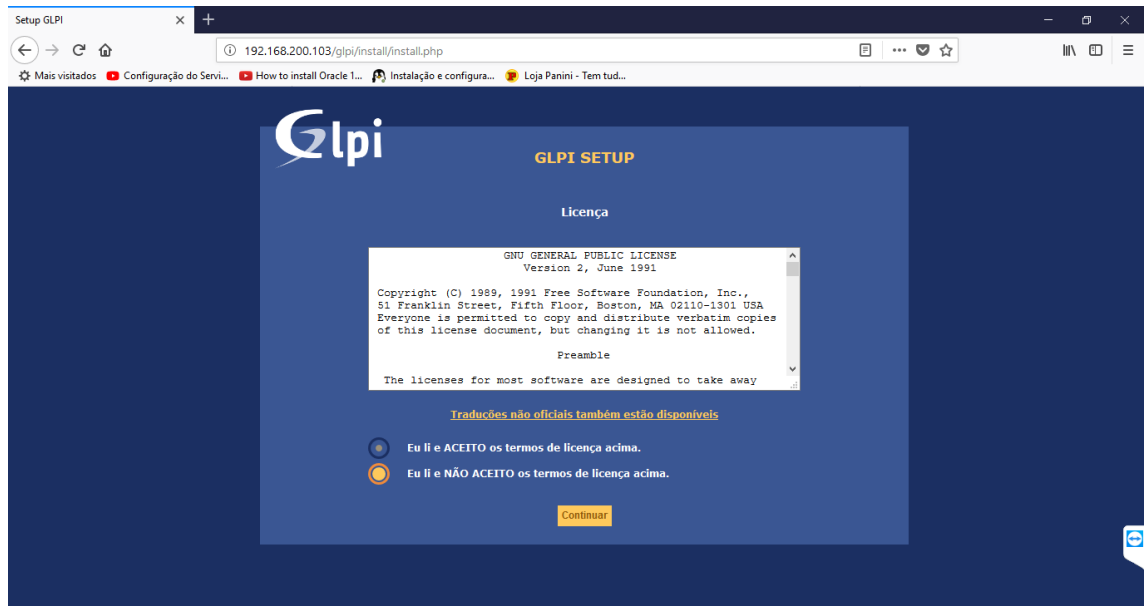 Setup GLPI
192.168.200.103/glpi/install/install.php
Mais visitados Configuração do Servi... How to install Oracle 1... Instalação e configura... Loja Panini - Tem tud...
Glpi
GLPI SETUP
Licença
GNU GENERAL PUBLIC LICENSE
Version 2, June 1991
Copyright (C) 1989, 1991 Free Software Foundation, Inc.,
51 Franklin Street, Fifth Floor, Boston, MA 02110-1301 USA
Everyone is permitted to copy and distribute verbatim copies
of this license document, but changing it is not allowed.
Preamble
The licenses for most software are designed to take away
Traduções não oficiais também estão disponíveis
Eu li e ACEITO os termos de licença acima.
Eu li e NÃO ACEITO os termos de licença acima.
Continuar